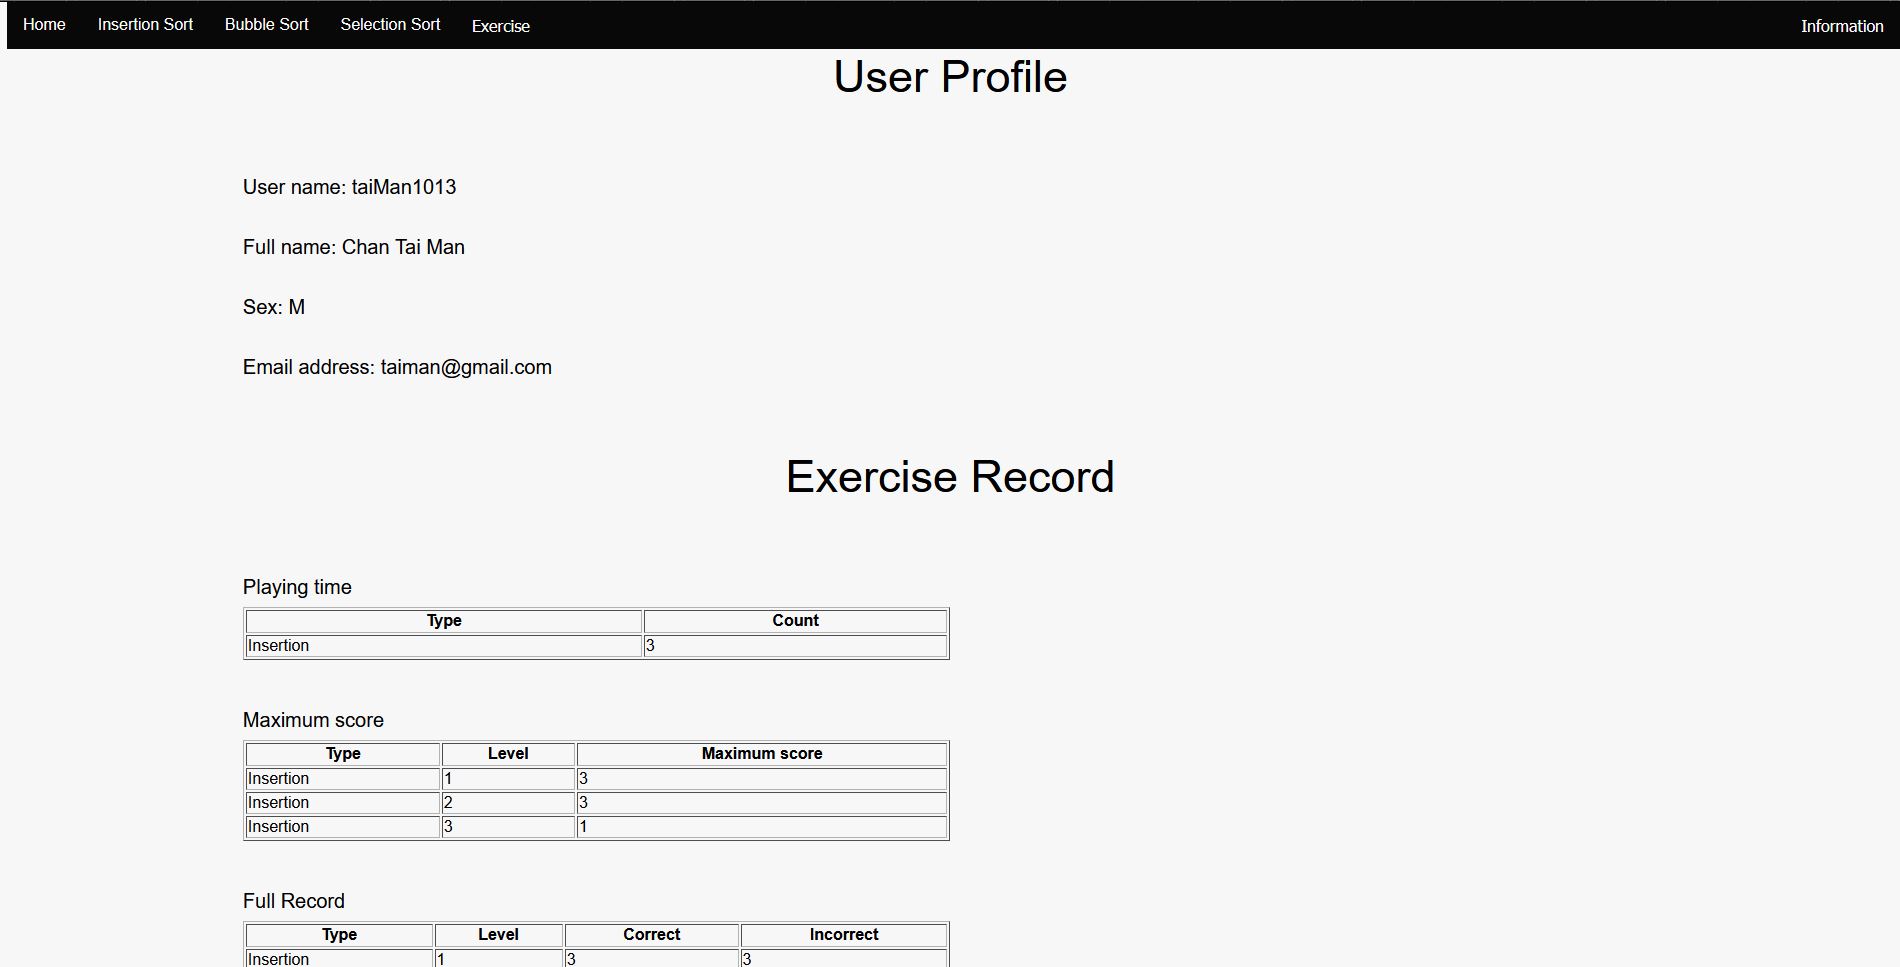 Home Insertion Sort Bubble Sort Selection Sort Exercise Information
User Profile
User name: taiMan1013
Full name: Chan Tai Man
Sex: M
Email address: taiman@gmail.com
Exercise Record
Playing time
Type Count
Insertion 3
Maximum score
Type Level Maximum score
Insertion 1 3
Insertion 2 3
Insertion 3 1
Full Record
Type Level Correct Incorrect
Insertion 1 3 3